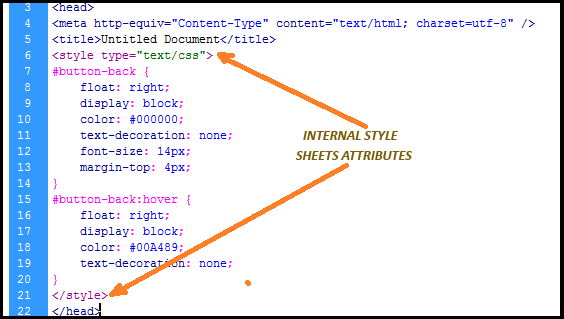 3 <head>
4 <meta http-equiv="Content-Type" content="text/html; charset=utf-8" />
5 <title>Untitled Document</title>
6 <style type="text/css">
7 #button-back {
8     float: right;
9     display: block;
10     color: #000000;
11     text-decoration: none;
12     font-size: 14px;
13     margin-top: 4px;
14 }
15 #button-back:hover {
16     float: right;
17     display: block;
18     color: #00A489;
19     text-decoration: none;
20 }
21 </style>
22 </head>
INTERNAL STYLE
SHEETS ATTRIBUTES